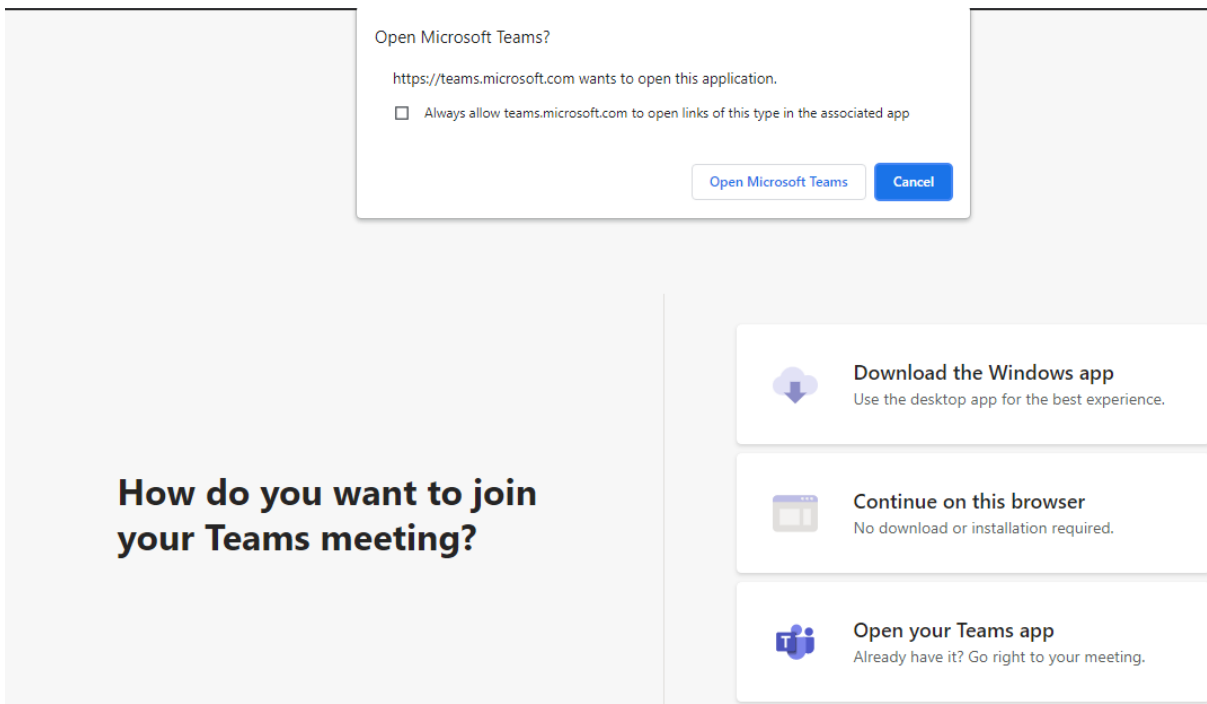 Open Microsoft Teams?
https://teams.microsoft.com wants to open this application.
Always allow teams.microsoft.com to open links of this type in the associated app
Open Microsoft Teams
Cancel
How do you want to join
your Teams meeting?
Download the Windows app
Use the desktop app for the best experience.
Continue on this browser
No download or installation required.
T
Open your Teams app
Already have it? Go right to your meeting.